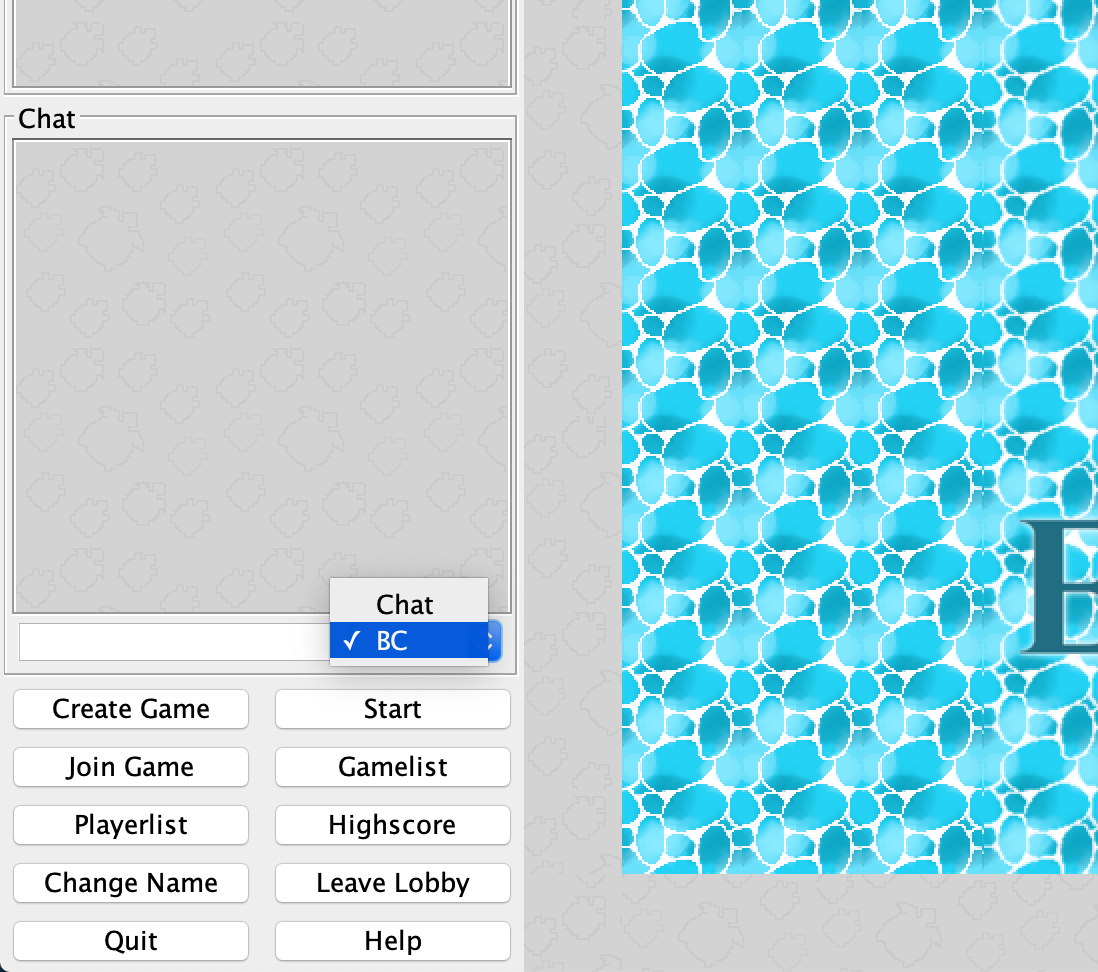 Chat
Chat
✓ BC
Create Game
Start
Join Game
Gamelist
Playerlist
Highscore
Change Name
Leave Lobby
Quit
Help